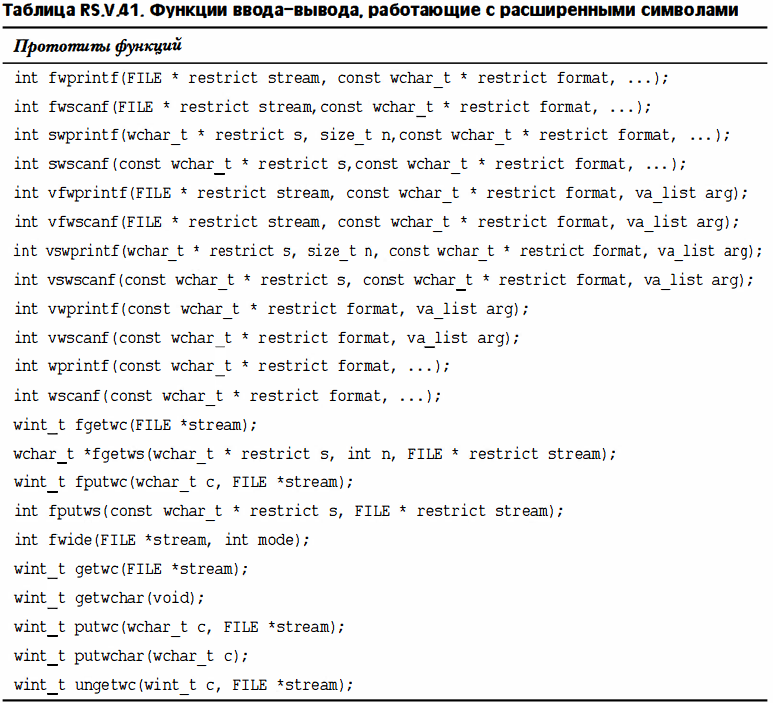 Таблица RS.V.41. Функции ввода-вывода, работающие с расширенными символами
Прототипы функций
int fwprintf(FILE * restrict stream, const wchar_t * restrict format, ...);
int fwscanf(FILE * restrict stream,const wchar_t * restrict format, ...);
int swprintf(wchar_t * restrict s, size_t n,const wchar_t * restrict format, ...);
int swscanf(const wchar_t * restrict s,const wchar_t * restrict format, ...);
int vfwprintf(FILE * restrict stream, const wchar_t * restrict format, va_list arg);
int vfwscanf(FILE * restrict stream, const wchar_t * restrict format, va_list arg);
int vswprintf(wchar_t * restrict s, size_t n, const wchar_t * restrict format, va_list arg);
int vswscanf(const wchar_t * restrict s, const wchar_t * restrict format, va_list arg);
int vwprintf(const wchar_t * restrict format, va_list arg);
int vwscanf(const wchar_t * restrict format, va_list arg);
int wprintf(const wchar_t * restrict format, ...);
int wscanf(const wchar_t * restrict format, ...);
wint_t fgetwc(FILE *stream);
wchar_t *fgetws(wchar_t * restrict s, int n, FILE * restrict stream);
wint_t fputwc(wchar_t c, FILE *stream);
int fputws(const wchar_t * restrict s, FILE * restrict stream);
int fwide(FILE *stream, int mode);
wint_t getwc(FILE *stream);
wint_t getwchar(void);
wint_t putwc(wchar_t c, FILE *stream);
wint_t putwchar(wchar_t c);
wint_t ungetwc(wint_t c, FILE *stream);